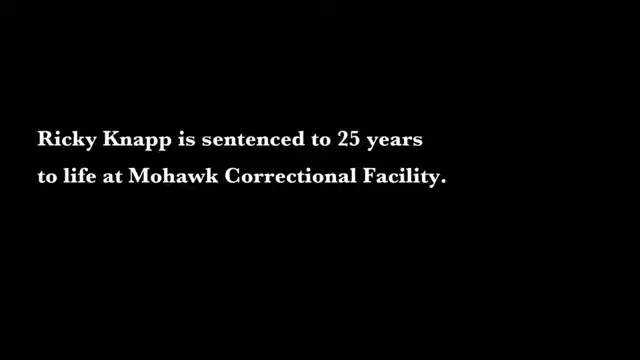 Ricky Knapp is sentenced to 25 years
to life at Mohawk Correctional Facility.